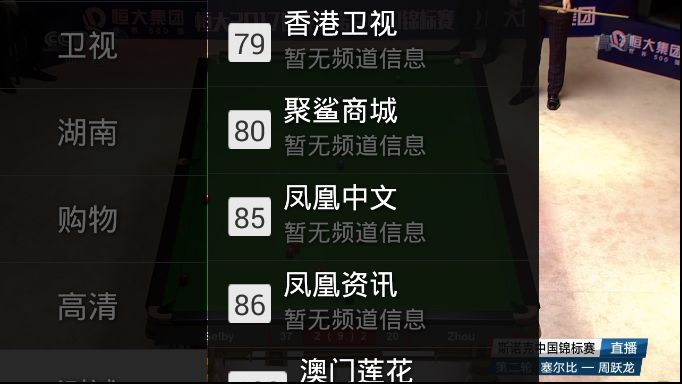 恒大集团
卫视
湖南
购物
高清
79 香港卫视
暂无频道信息
80 聚鲨商城
暂无频道信息
85 凤凰中文
暂无频道信息
86 凤凰资讯
暂无频道信息
澳门莲花
恒大集团
elby 37 2 ( 9 ) 2 20 Zhou
斯诺克中国锦标赛 直播
第二轮 塞尔比 — 周跃龙